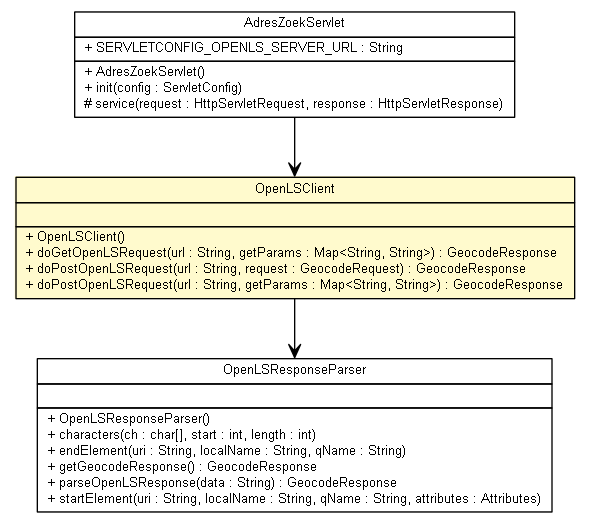 AdresZoekServlet
+ SERVLETCONFIG_OPENLS_SERVER_URL : String
+ AdresZoekServlet()
+ init(config : ServletConfig)
# service(request : HttpServletRequest, response : HttpServletResponse)
OpenLSClient
+ OpenLSClient()
+ doGetOpenLSRequest(url : String, getParams : Map<String, String>) : GeocodeResponse
+ doPostOpenLSRequest(url : String, request : GeocodeRequest) : GeocodeResponse
+ doPostOpenLSRequest(url : String, getParams : Map<String, String>) : GeocodeResponse
OpenLSResponseParser
+ OpenLSResponseParser()
+ characters(ch : char[], start : int, length : int)
+ endElement(uri : String, localName : String, qName : String)
+ getGeocodeResponse() : GeocodeResponse
+ parseOpenLSResponse(data : String) : GeocodeResponse
+ startElement(uri : String, localName : String, qName : String, attributes : Attributes)